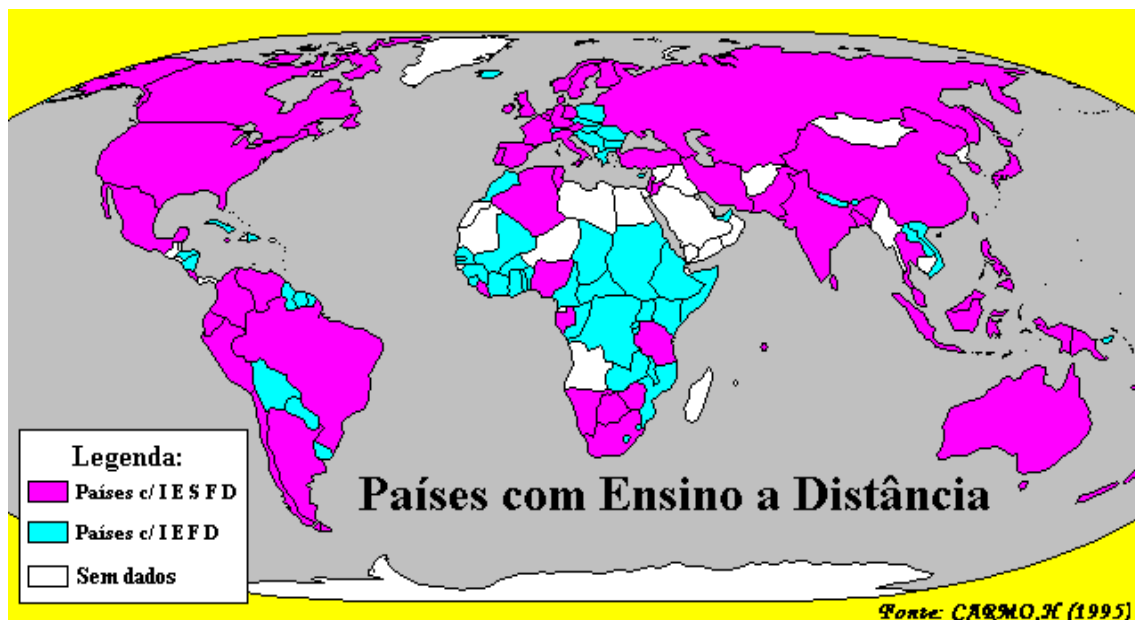 Países com Ensino a Distância
Legenda:
Países c/ I E S F D
Países c/ I E F D
Sem dados
Fonte: CARMO,H (1995)